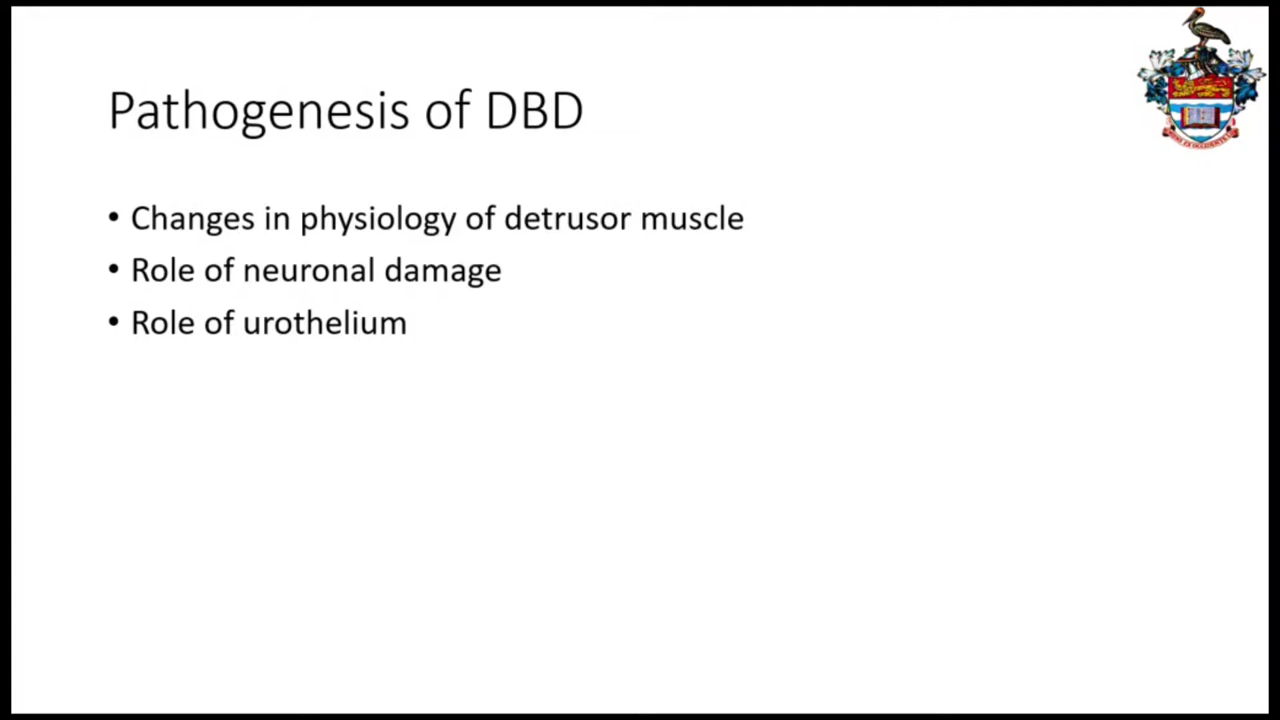 Pathogenesis of DBD
• Changes in physiology of detrusor muscle
• Role of neuronal damage
• Role of urothelium